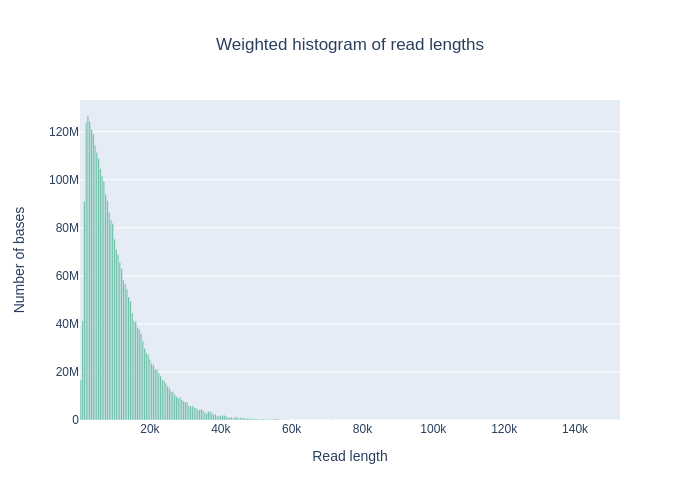 Weighted histogram of read lengths
120M
100M
80M
60M
40M
20M
0
Number of bases
20k 40k 60k 80k 100k 120k 140k
Read length